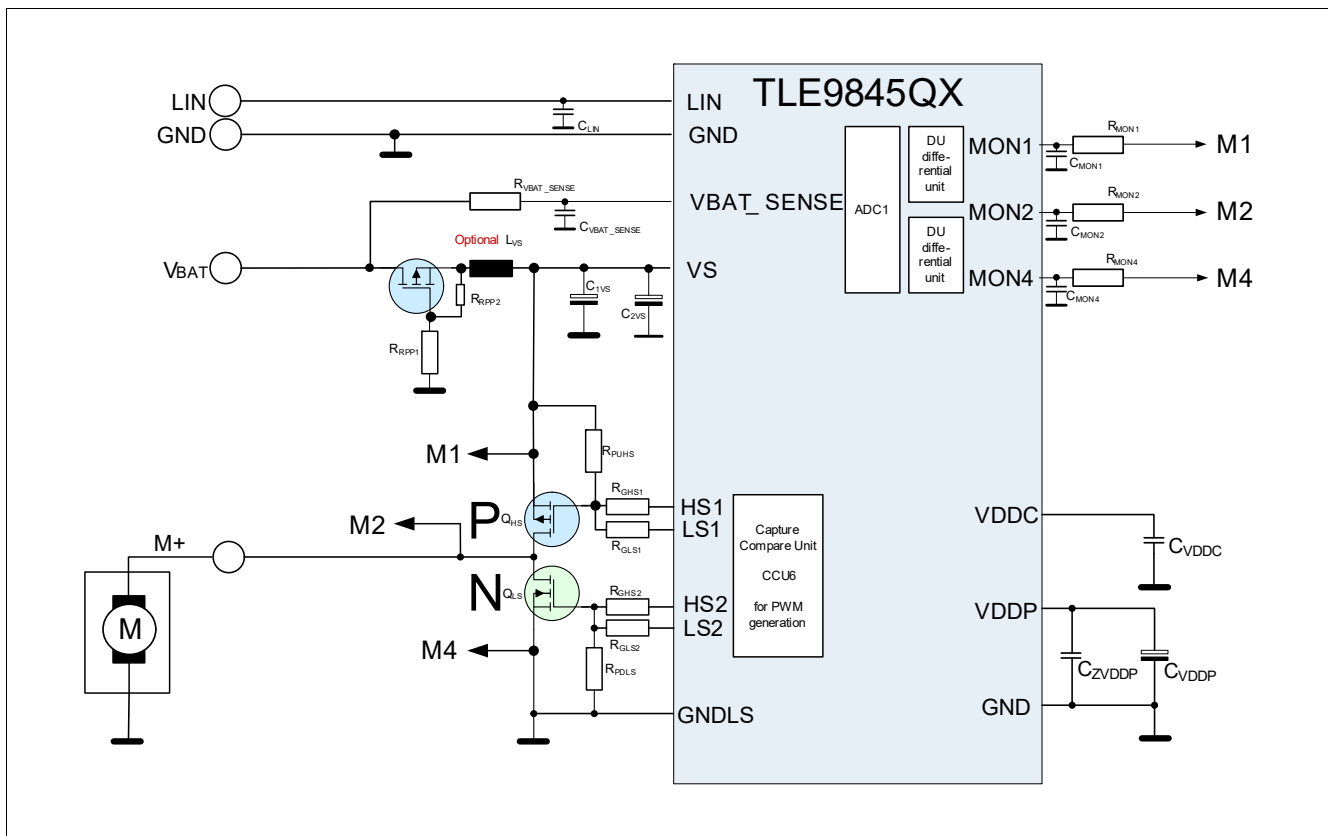 TLE9845QX
LIN
GND
CLIN
LIN
GND
RVBAT_SENSE
CVBAT_SENSE
VBAT_ SENSE
ADC1
DU
diffe-
rential
unit
DU
diffe-
rential
unit
MON1
MON2
MON4
RMON1
CMON1
M1
RMON2
CMON2
M2
RMON4
CMON4
M4
VBAT
Optional LVS
RRPP2
RRPP1
C1VS
C2VS
VS
M1
RPUHS
P
QHS
RGHS1
RGLS1
HS1
LS1
M2
M+
M
N
QLS
RGHS2
RGLS2
HS2
LS2
M4
RPDLS
GNDLS
Capture
Compare Unit
CCU6
for PWM
generation
VDDC
CVDDC
VDDP
CZVDDP
CVDDP
GND